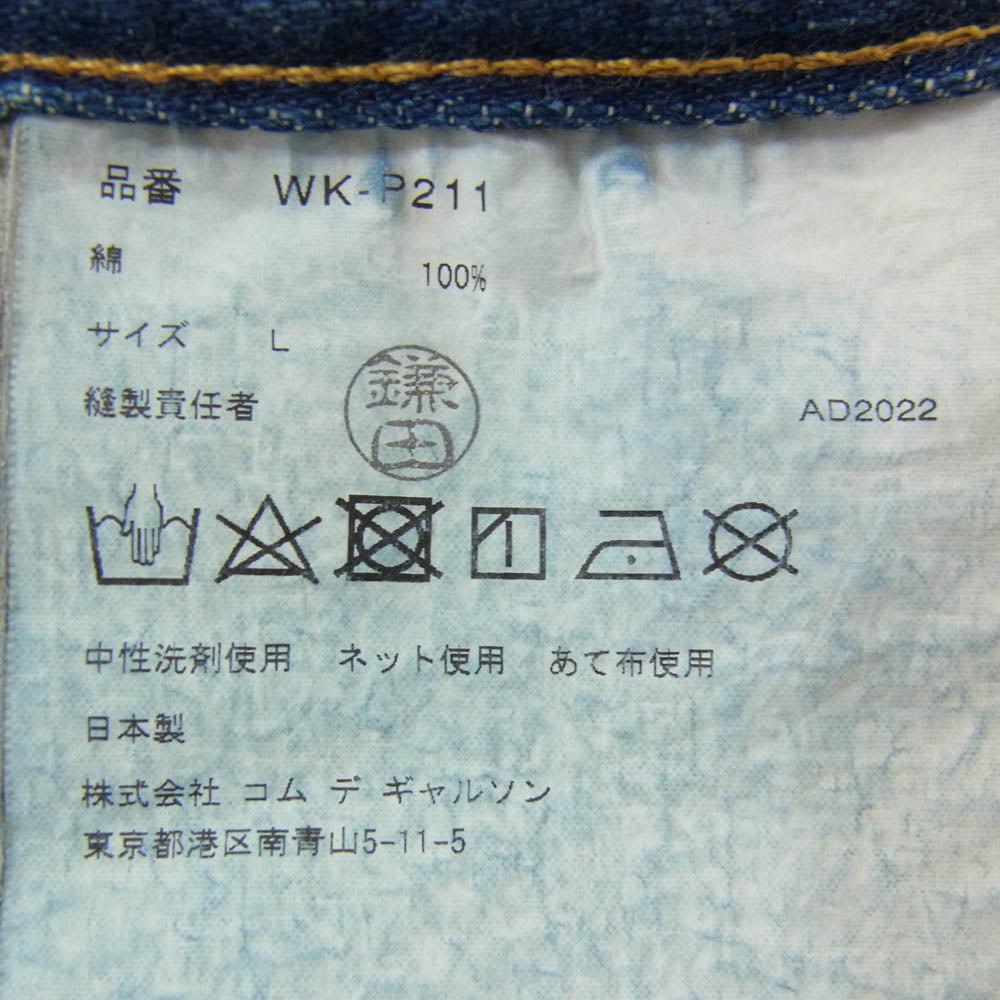 品番 WK-P211
綿 100%
サイズ L
縫製責任者 鎌田 AD2022
中性洗剤使用 ネット使用 あて布使用
日本製
株式会社 コム デ ギャルソン
東京都港区南青山5-11-5